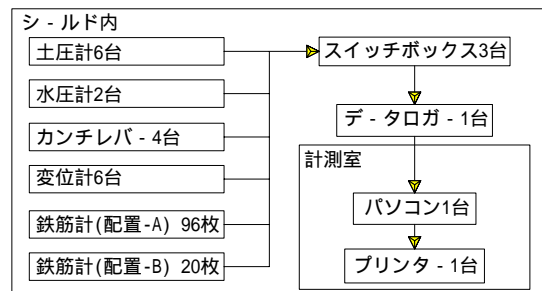 シ-ルド内
土圧計6台
水圧計2台
カンチレバ-4台
変位計6台
鉄筋計(配置-A) 96枚
鉄筋計(配置-B) 20枚
スイッチボックス3台
デ-タロガ-1台
計測室
パソコン1台
プリンタ-1台